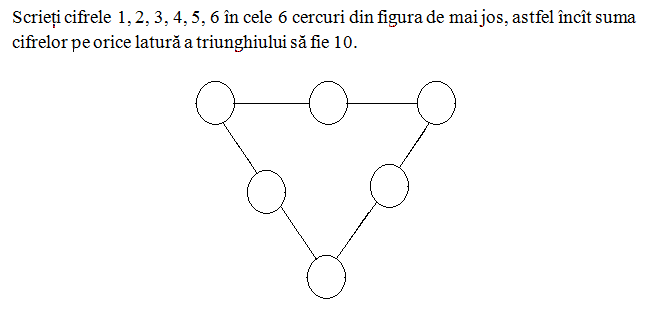 Scrieți cifrele 1, 2, 3, 4, 5, 6 în cele 6 cercuri din figura de mai jos, astfel încît suma
cifrelor pe orice latură a triunghiului să fie 10.